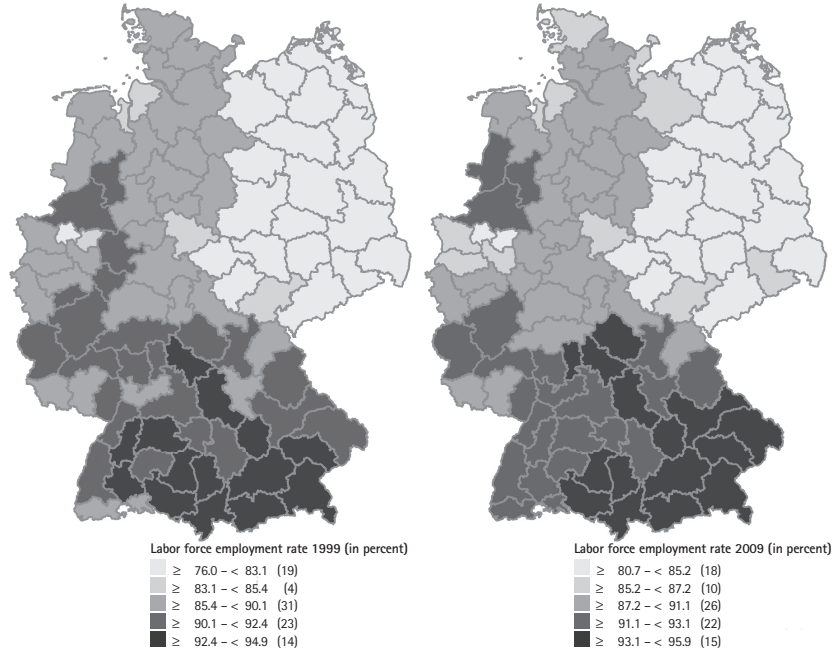 Labor force employment rate 1999 (in percent)
≥ 76.0 – < 83.1 (19)
≥ 83.1 – < 85.4 (4)
≥ 85.4 – < 90.1 (31)
≥ 90.1 – < 92.4 (23)
≥ 92.4 – < 94.9 (14)
Labor force employment rate 2009 (in percent)
≥ 80.7 – < 85.2 (18)
≥ 85.2 – < 87.2 (10)
≥ 87.2 – < 91.1 (26)
≥ 91.1 – < 93.1 (22)
≥ 93.1 – < 95.9 (15)